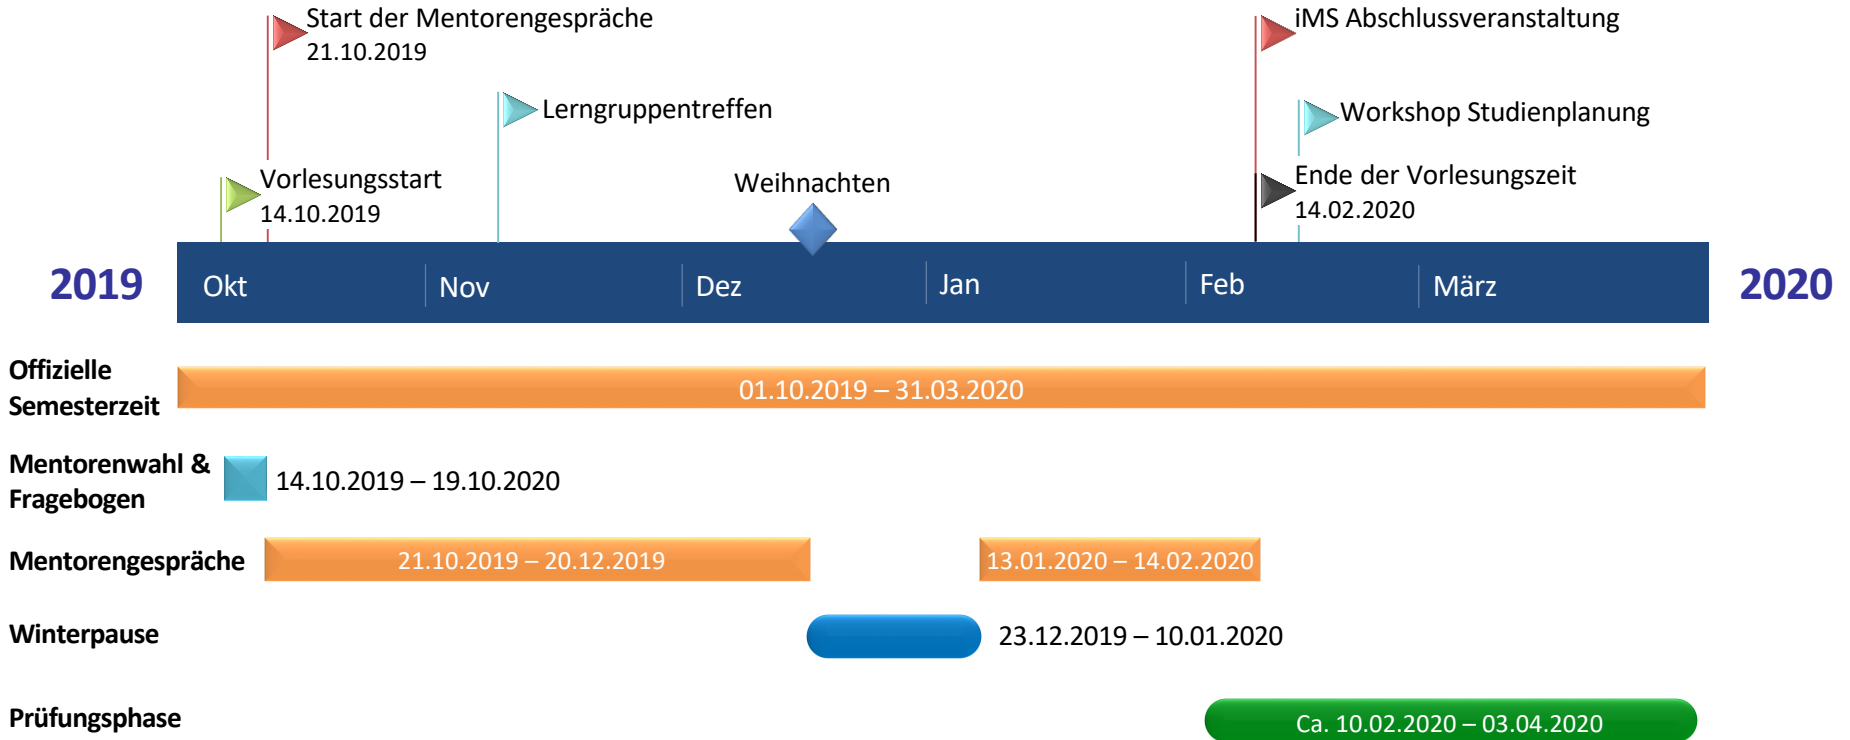 Start der Mentorengespräche
21.10.2019
iMS Abschlussveranstaltung
Lerngruppentreffen
Workshop Studienplanung
Vorlesungsstart
14.10.2019
Weihnachten
Ende der Vorlesungszeit
14.02.2020
2019
Okt
Nov
Dez
Jan
Feb
März
2020
Offizielle
Semesterzeit
01.10.2019 – 31.03.2020
Mentorenwahl &
Fragebogen
14.10.2019 – 19.10.2020
Mentorengespräche
21.10.2019 – 20.12.2019
13.01.2020 – 14.02.2020
Winterpause
23.12.2019 – 10.01.2020
Prüfungsphase
Ca. 10.02.2020 – 03.04.2020